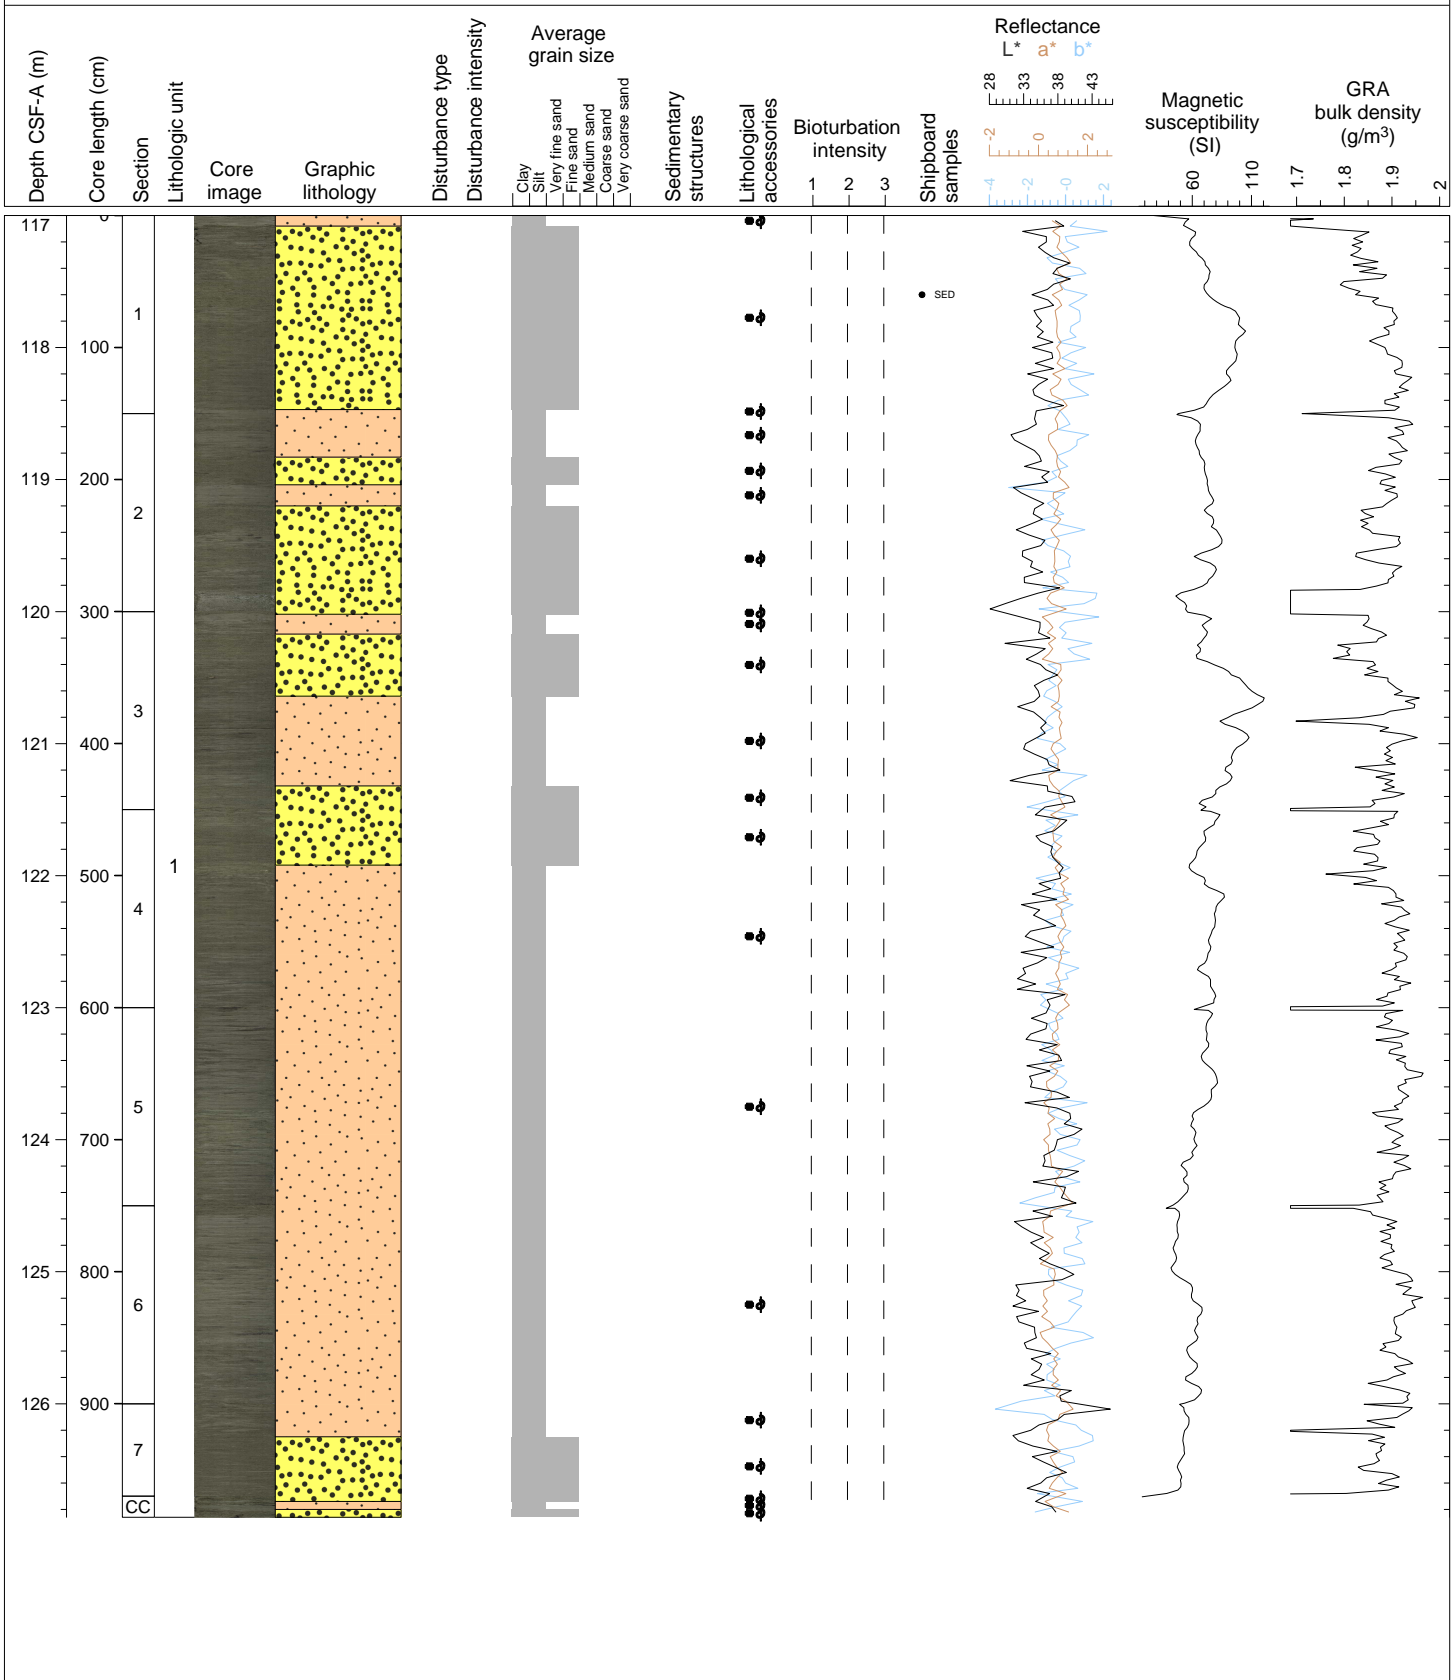 Depth CSF-A (m)
Core length (cm)
Section
Lithologic unit
Core
image
Graphic
lithology
Disturbance type
Disturbance intensity
Average
grain size
Clay
Silt
Very fine sand
Fine sand
Medium sand
Coarse sand
Very coarse sand
Sedimentary
structures
Lithological
accessories
Bioturbation
intensity
1 2 3
Shipboard
samples
Reflectance
L* a* b*
28 33 38 43
-2 0 2
-4 -2 -0 2
Magnetic
susceptibility
(SI)
60 110
GRA
bulk density
(g/m3)
1.7 1.8 1.9 2
117 0
SED
1
118 100
119 200
2
120 300
3
121 400
1
122 500
4
123 600
5
124 700
125 800
6
126 900
7
CC